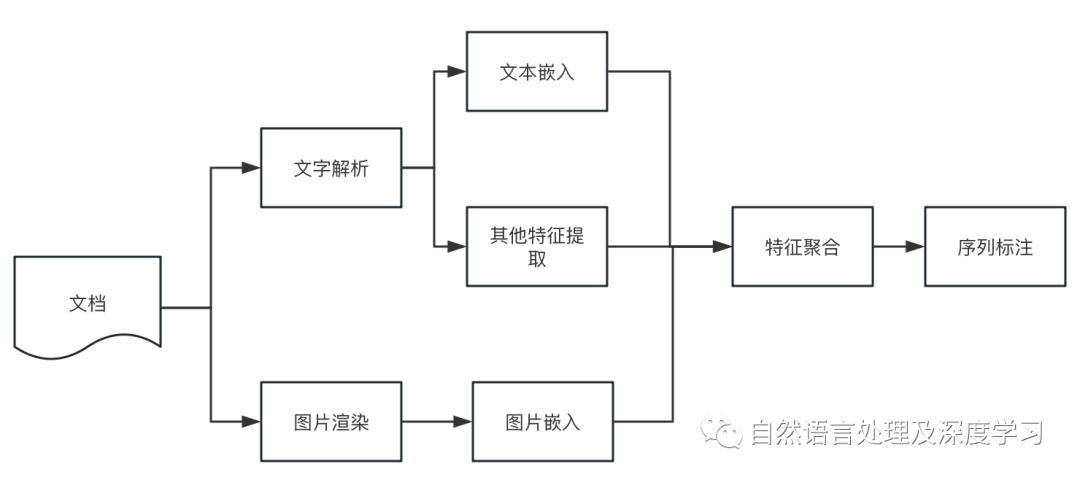 文本嵌入
文字解析
其他特征提
取
特征聚合
序列标注
文档
图片渲染
图片嵌入
自然语言处理及深度学习